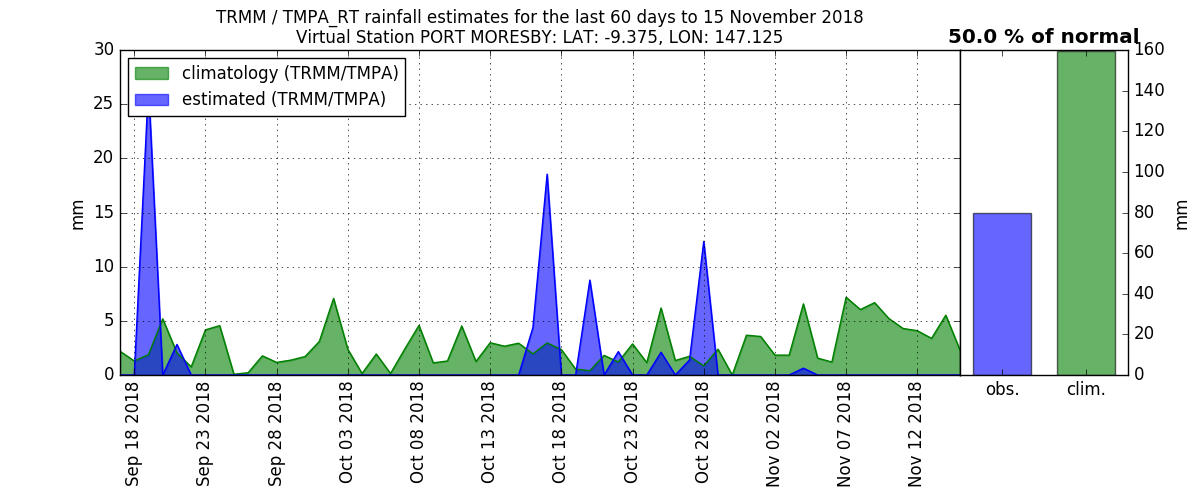 TRMM / TMPA_RT rainfall estimates for the last 60 days to 15 November 2018
Virtual Station PORT MORESBY: LAT: -9.375, LON: 147.125
50.0 % of normal
climatology (TRMM/TMPA)
estimated (TRMM/TMPA)
mm
30
25
20
15
10
5
0
Sep 18 2018
Sep 23 2018
Sep 28 2018
Oct 03 2018
Oct 08 2018
Oct 13 2018
Oct 18 2018
Oct 23 2018
Oct 28 2018
Nov 02 2018
Nov 07 2018
Nov 12 2018
obs.
clim.
160
140
120
100
80
60
40
20
0
mm